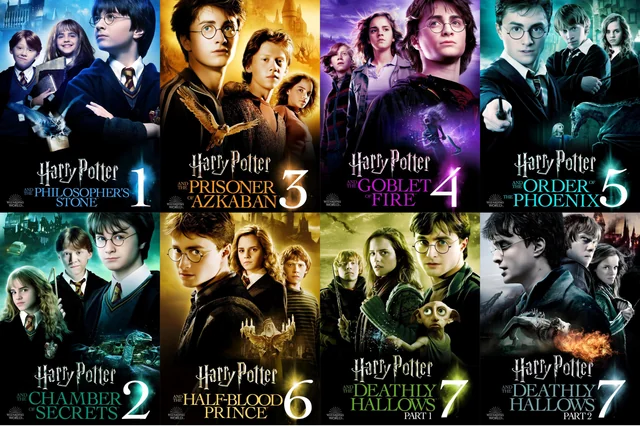 Harry Potter
AND THE
PHILOSOPHER'S
STONE
1
Harry Potter
AND THE
PRISONER
OF
AZKABAN
3
Harry Potter
AND THE
GOBLET
OF
FIRE
4
Harry Potter
AND THE
ORDER OF
THE PHOENIX
5
Harry Potter
AND THE
CHAMBER
OF SECRETS
2
Harry Potter
AND THE
HALF-BLOOD
PRINCE
6
Harry Potter
AND THE
DEATHLY
HALLOWS
PART 1
7
Harry Potter
AND THE
DEATHLY
HALLOWS
PART 2
7